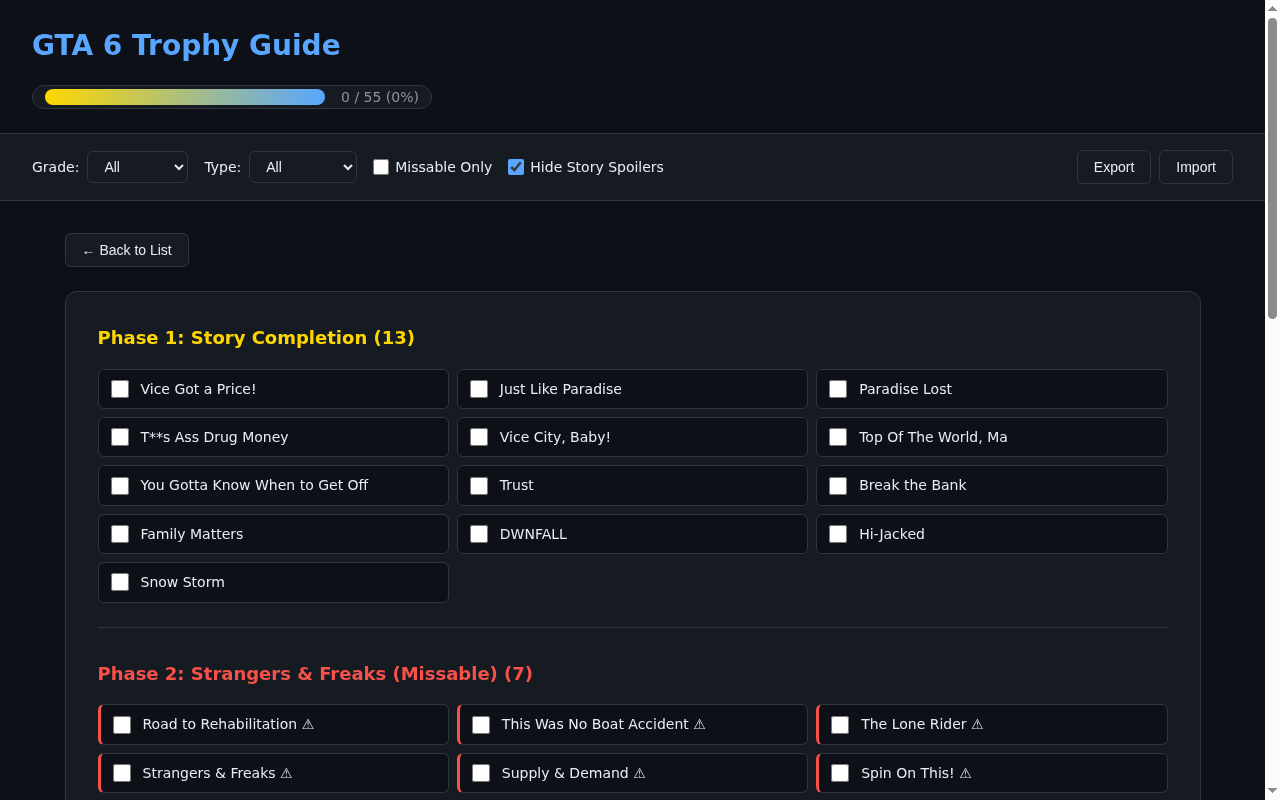 GTA 6 Trophy Guide
0 / 55 (0%)
Grade: All Type: All Missable Only Hide Story Spoilers Export Import
← Back to List
Phase 1: Story Completion (13)
Vice Got a Price! Just Like Paradise Paradise Lost
T**s Ass Drug Money Vice City, Baby! Top Of The World, Ma
You Gotta Know When to Get Off Trust Break the Bank
Family Matters DWNFALL Hi-Jacked
Snow Storm
Phase 2: Strangers & Freaks (Missable) (7)
Road to Rehabilitation ⚠ This Was No Boat Accident ⚠ The Lone Rider ⚠
Strangers & Freaks ⚠ Supply & Demand ⚠ Spin On This! ⚠